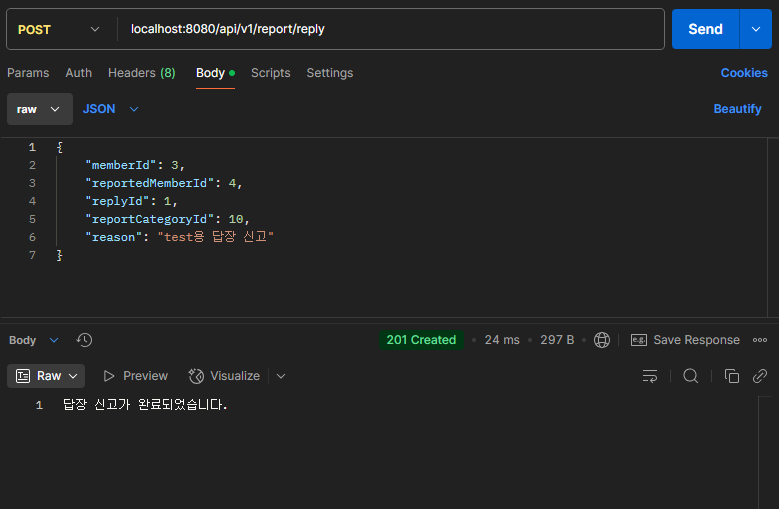 POST localhost:8080/api/v1/report/reply Send
Params Auth Headers (8) Body Scripts Settings Cookies
raw JSON Beautify
1 {
2 "memberId": 3,
3 "reportedMemberId": 4,
4 "replyId": 1,
5 "reportCategoryId": 10,
6 "reason": "test용 답장 신고"
7 }
Body 201 Created 24 ms 297 B e.g. Save Response
Raw Preview Visualize
1 답장 신고가 완료되었습니다.